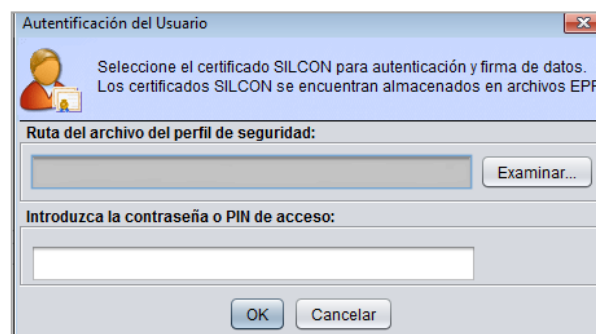 Autentificación del Usuario
Seleccione el certificado SILCON para autenticación y firma de datos.
Los certificados SILCON se encuentran almacenados en archivos EPF
Ruta del archivo del perfil de seguridad:
Examinar...
Introduzca la contraseña o PIN de acceso:
OK Cancelar